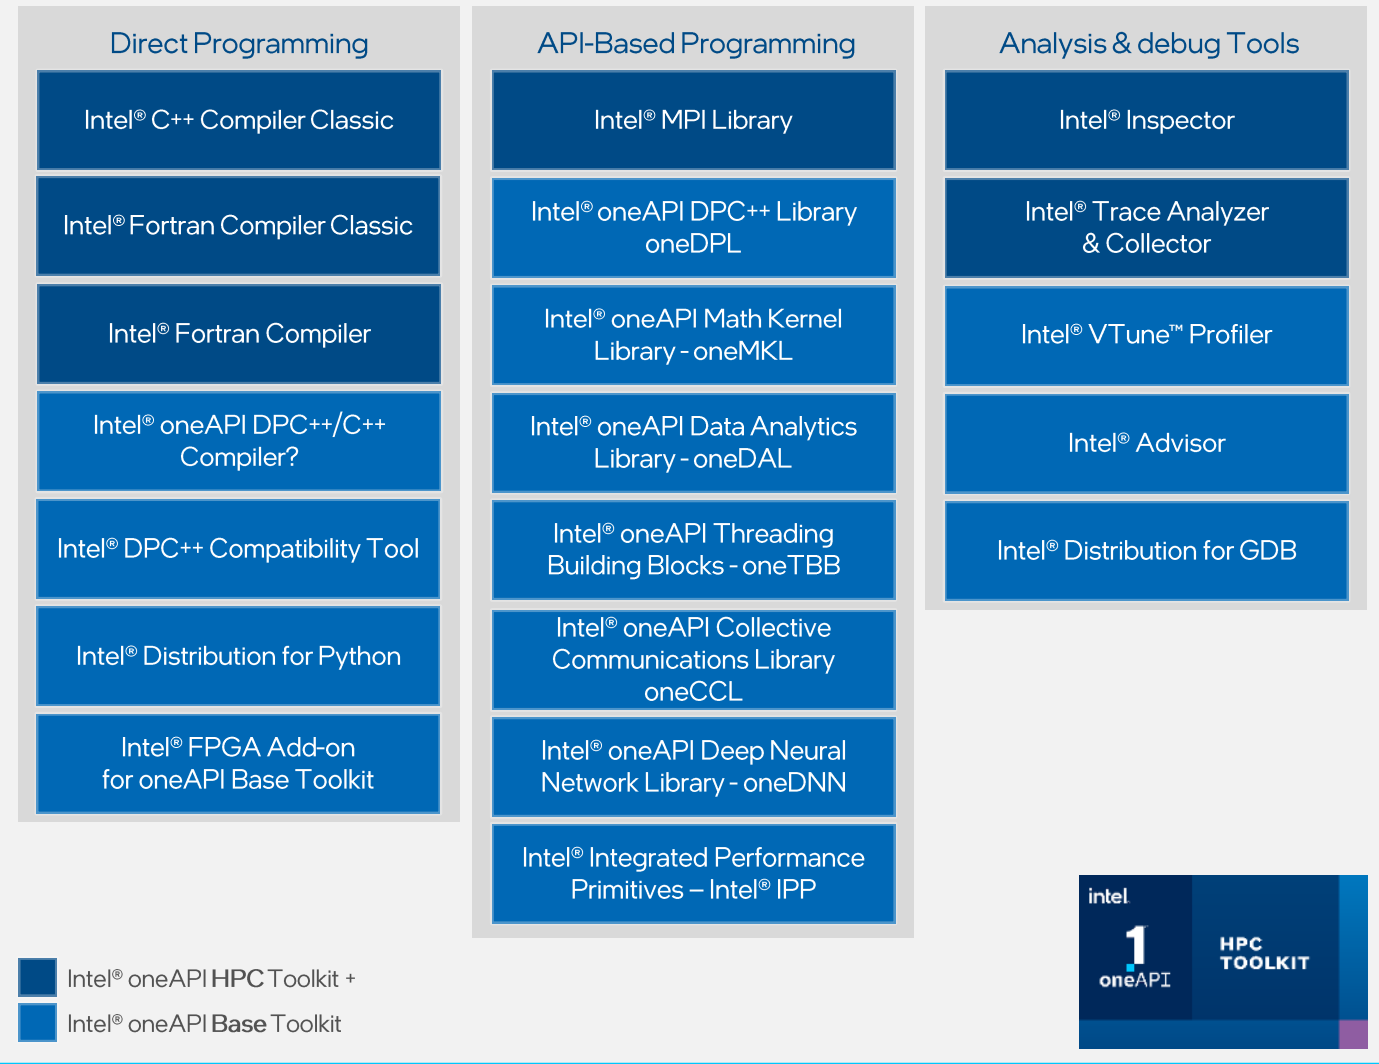 Direct Programming
Intel® C++ Compiler Classic
Intel® Fortran Compiler Classic
Intel® Fortran Compiler
Intel® oneAPI DPC++/C++
Compiler?
Intel® DPC++ Compatibility Tool
Intel® Distribution for Python
Intel® FPGA Add-on
for oneAPI Base Toolkit
API-Based Programming
Intel® MPI Library
Intel® oneAPI DPC++ Library
oneDPL
Intel® oneAPI Math Kernel
Library - oneMKL
Intel® oneAPI Data Analytics
Library - oneDAL
Intel® oneAPI Threading
Building Blocks - oneTBB
Intel® oneAPI Collective
Communications Library
oneCCL
Intel® oneAPI Deep Neural
Network Library - oneDNN
Intel® Integrated Performance
Primitives – Intel® IPP
Analysis & debug Tools
Intel® Inspector
Intel® Trace Analyzer
& Collector
Intel® VTune™ Profiler
Intel® Advisor
Intel® Distribution for GDB
Intel® oneAPI HPC Toolkit +
Intel® oneAPI Base Toolkit
intel.
1
oneAPI
HPC
TOOLKIT